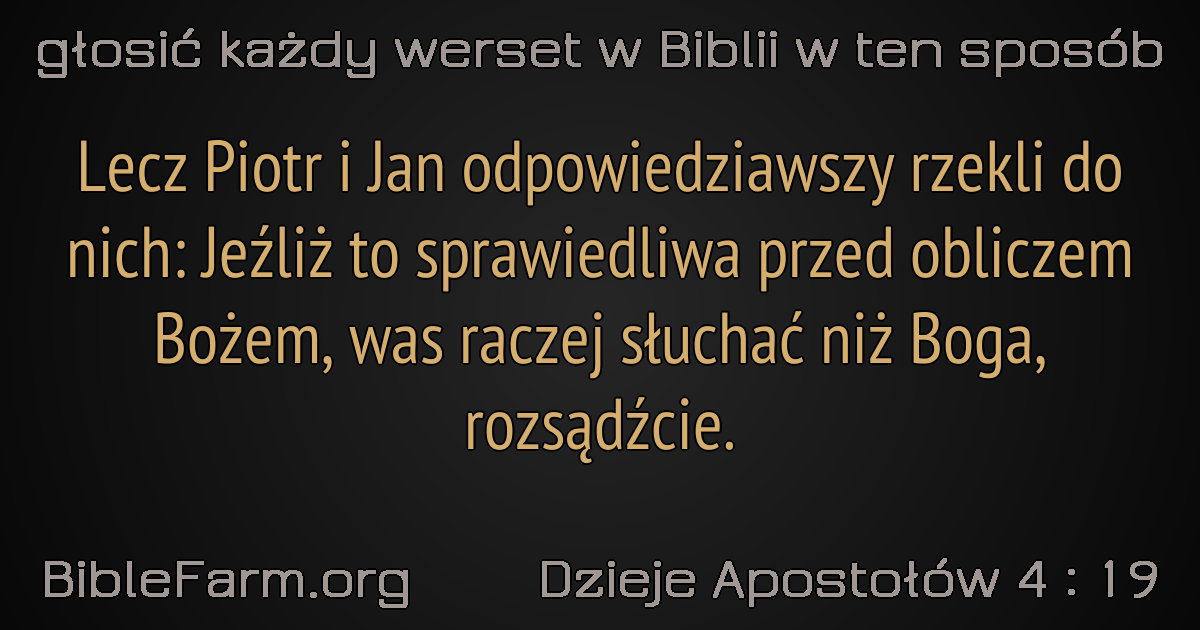 głosić każdy werset w Biblii w ten sposób
Lecz Piotr i Jan odpowiedziawszy rzekli do
nich: Jeźliż to sprawiedliwa przed obliczem
Bożem, was raczej słuchać niż Boga,
rozsądźcie.
BibleFarm.org
Dzieje Apostołów 4 : 19